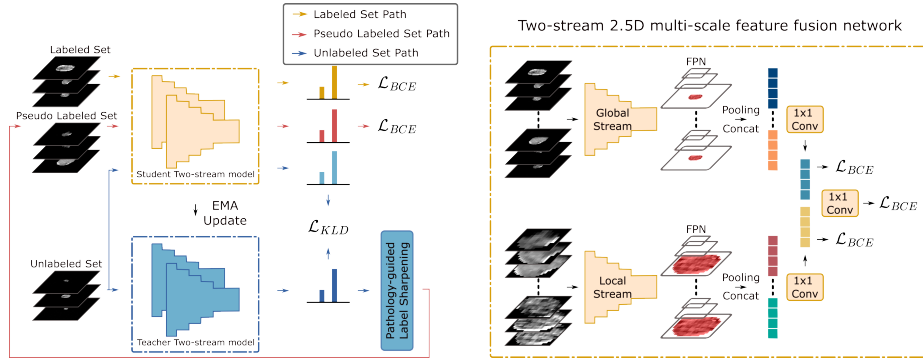 Labeled Set Path
Pseudo Labeled Set Path
Unlabeled Set Path
Labeled Set
Pseudo Labeled Set
Student Two-stream model
ℒ_BCE
ℒ_BCE
EMA
Update
ℒ_KLD
Unlabeled Set
Teacher Two-stream model
Pathology-guided
Label Sharpening
Two-stream 2.5D multi-scale feature fusion network
Global
Stream
FPN
Pooling
Concat
1x1
Conv
ℒ_BCE
1x1
Conv
ℒ_BCE
ℒ_BCE
Local
Stream
FPN
Pooling
Concat
1x1
Conv